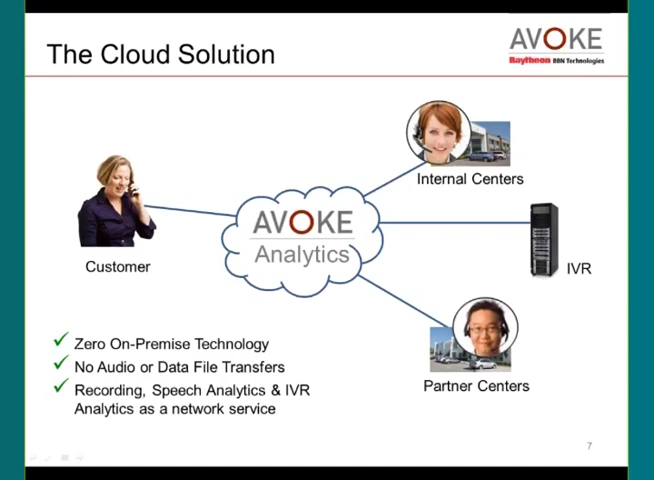 The Cloud Solution
AVOKE
Raytheon BBN Technologies
Internal Centers
AVOKE
Analytics
Customer
IVR
Zero On-Premise Technology
No Audio or Data File Transfers
Recording, Speech Analytics & IVR
Analytics as a network service
Partner Centers
7